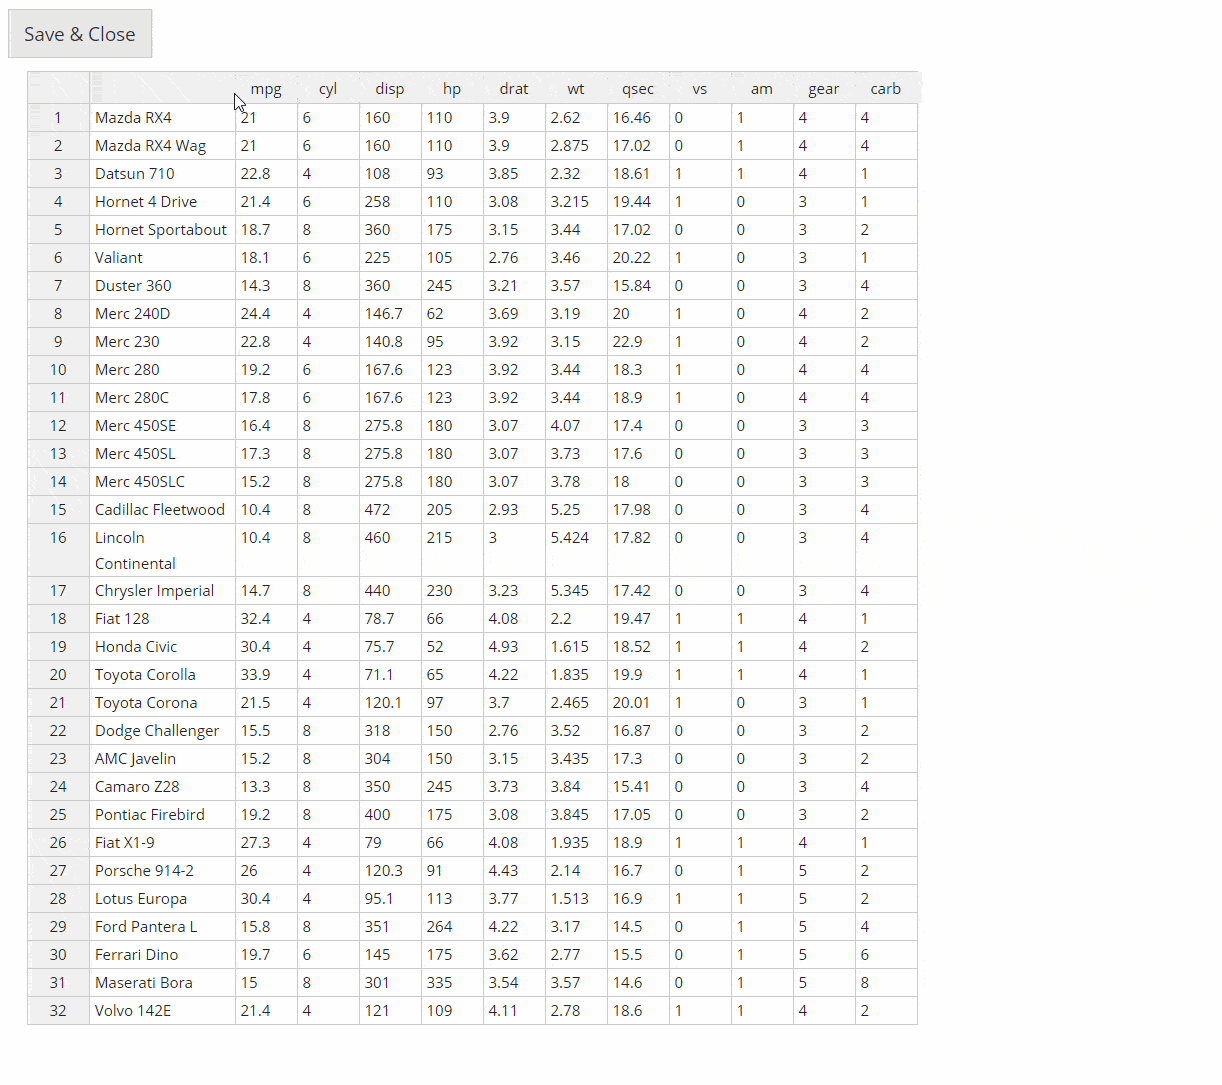 Save & Close
mpg cyl disp hp drat wt qsec vs am gear carb
1 Mazda RX4 21 6 160 110 3.9 2.62 16.46 0 1 4 4
2 Mazda RX4 Wag 21 6 160 110 3.9 2.875 17.02 0 1 4 4
3 Datsun 710 22.8 4 108 93 3.85 2.32 18.61 1 1 4 1
4 Hornet 4 Drive 21.4 6 258 110 3.08 3.215 19.44 1 0 3 1
5 Hornet Sportabout 18.7 8 360 175 3.15 3.44 17.02 0 0 3 2
6 Valiant 18.1 6 225 105 2.76 3.46 20.22 1 0 3 1
7 Duster 360 14.3 8 360 245 3.21 3.57 15.84 0 0 3 4
8 Merc 240D 24.4 4 146.7 62 3.69 3.19 20 1 0 4 2
9 Merc 230 22.8 4 140.8 95 3.92 3.15 22.9 1 0 4 2
10 Merc 280 19.2 6 167.6 123 3.92 3.44 18.3 1 0 4 4
11 Merc 280C 17.8 6 167.6 123 3.92 3.44 18.9 1 0 4 4
12 Merc 450SE 16.4 8 275.8 180 3.07 4.07 17.4 0 0 3 3
13 Merc 450SL 17.3 8 275.8 180 3.07 3.73 17.6 0 0 3 3
14 Merc 450SLC 15.2 8 275.8 180 3.07 3.78 18 0 0 3 3
15 Cadillac Fleetwood 10.4 8 472 205 2.93 5.25 17.98 0 0 3 4
16 Lincoln 10.4 8 460 215 3 5.424 17.82 0 0 3 4
Continental
17 Chrysler Imperial 14.7 8 440 230 3.23 5.345 17.42 0 0 3 4
18 Fiat 128 32.4 4 78.7 66 4.08 2.2 19.47 1 1 4 1
19 Honda Civic 30.4 4 75.7 52 4.93 1.615 18.52 1 1 4 2
20 Toyota Corolla 33.9 4 71.1 65 4.22 1.835 19.9 1 1 4 1
21 Toyota Corona 21.5 4 120.1 97 3.7 2.465 20.01 1 0 3 1
22 Dodge Challenger 15.5 8 318 150 2.76 3.52 16.87 0 0 3 2
23 AMC Javelin 15.2 8 304 150 3.15 3.435 17.3 0 0 3 2
24 Camaro Z28 13.3 8 350 245 3.73 3.84 15.41 0 0 3 4
25 Pontiac Firebird 19.2 8 400 175 3.08 3.845 17.05 0 0 3 2
26 Fiat X1-9 27.3 4 79 66 4.08 1.935 18.9 1 1 4 1
27 Porsche 914-2 26 4 120.3 91 4.43 2.14 16.7 0 1 5 2
28 Lotus Europa 30.4 4 95.1 113 3.77 1.513 16.9 1 1 5 2
29 Ford Pantera L 15.8 8 351 264 4.22 3.17 14.5 0 1 5 4
30 Ferrari Dino 19.7 6 145 175 3.62 2.77 15.5 0 1 5 6
31 Maserati Bora 15 8 301 335 3.54 3.57 14.6 0 1 5 8
32 Volvo 142E 21.4 4 121 109 4.11 2.78 18.6 1 1 4 2